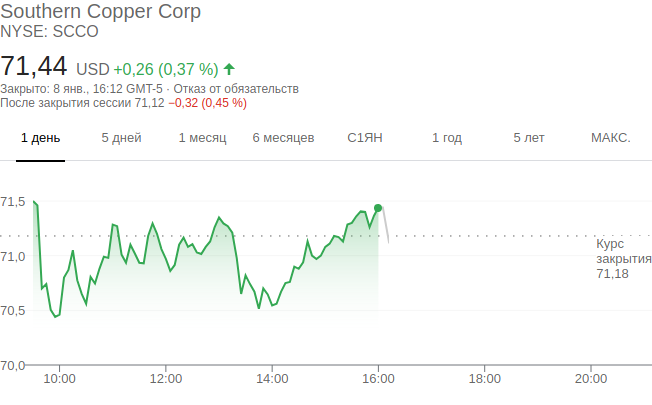 Southern Copper Corp
NYSE: SCCO
71,44 USD +0,26 (0,37 %)
Закрыто: 8 янв., 16:12 GMT-5 · Отказ от обязательств
После закрытия сессии 71,12 −0,32 (0,45 %)
1 день 5 дней 1 месяц 6 месяцев С1ЯН 1 год 5 лет МАКС.
71,5
71,0
70,5
70,0
Курс
закрытия
71,18
10:00 12:00 14:00 16:00 18:00 20:00